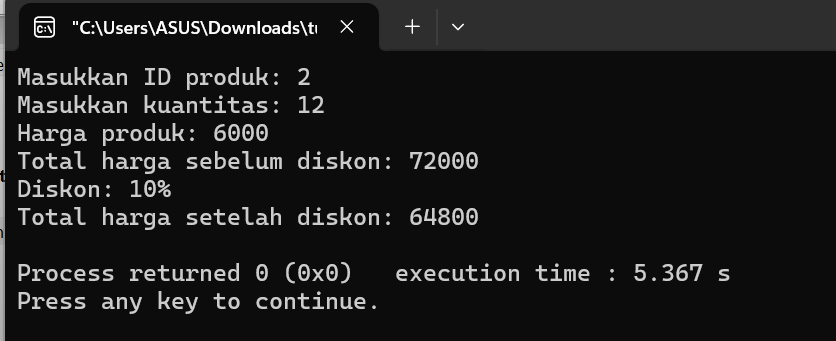 "C:\Users\ASUS\Downloads\tu
Masukkan ID produk: 2
Masukkan kuantitas: 12
Harga produk: 6000
Total harga sebelum diskon: 72000
Diskon: 10%
Total harga setelah diskon: 64800
Process returned 0 (0x0)   execution time : 5.367 s
Press any key to continue.